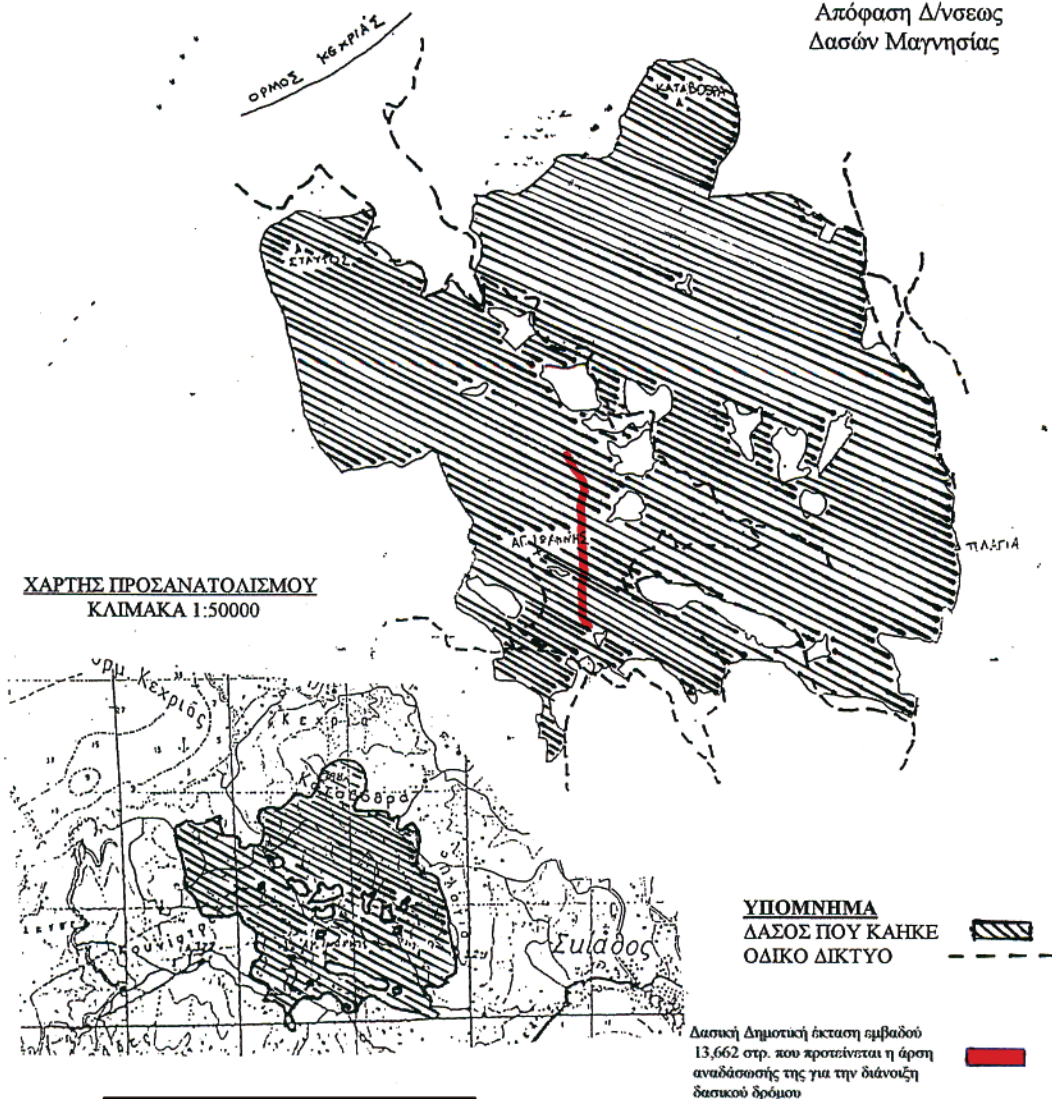 Απόφαση Δ/νσεως
Δασών Μαγνησίας
ΟΡΜΟΣ ΚΕΧΡΙΑΣ
ΚΑΤΑΒΟΘΡΑ
ΣΤΑΥΡΟΣ
ΑΓ. ΙΩΑΝΝΗΣ
ΠΛΑΓΙΑ
ΧΑΡΤΗΣ ΠΡΟΣΑΝΑΤΟΛΙΣΜΟΥ
ΚΛΙΜΑΚΑ 1:50000
ορμ Κεχριάς
Κεχριά
Καταβόθρα
Σκιάθος
ΥΠΟΜΝΗΜΑ
ΔΑΣΟΣ ΠΟΥ ΚΑΗΚΕ
ΟΔΙΚΟ ΔΙΚΤΥΟ
Δασική Δημοτική έκταση εμβαδού
13,662 στρ. που προτείνεται η άρση
αναδάσωσής της για την διάνοιξη
δασικού δρόμου